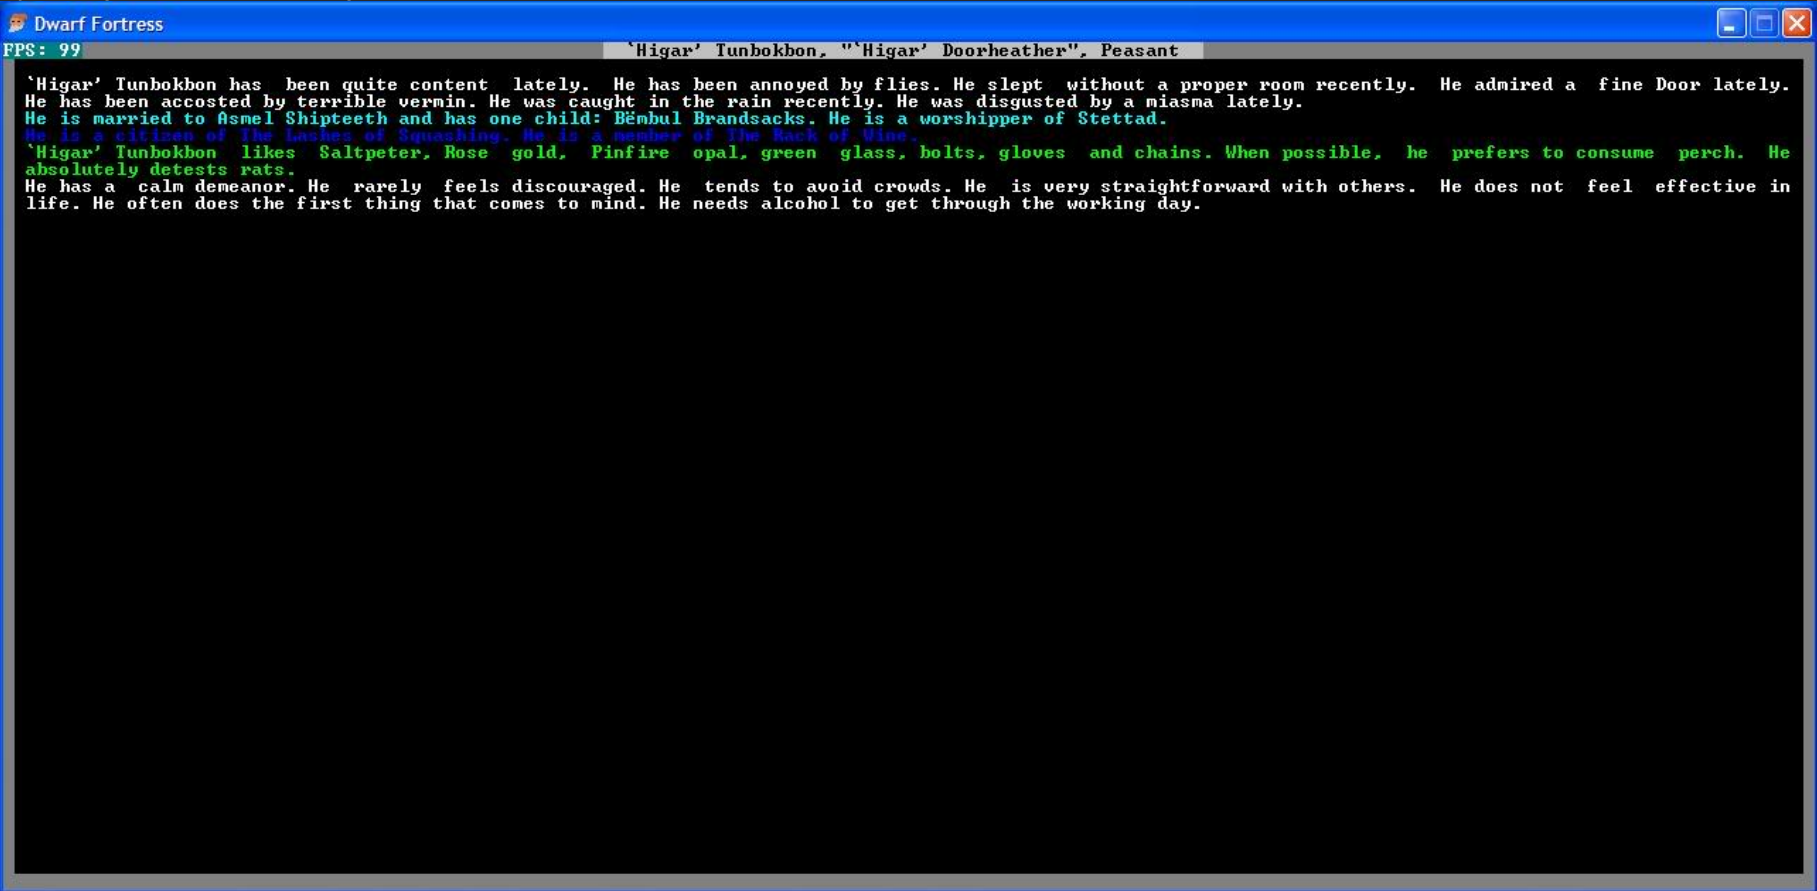 Dwarf Fortress
FPS: 99
`Higar' Tunbokbon, "`Higar' Doorheather", Peasant
`Higar' Tunbokbon has been quite content lately. He has been annoyed by flies. He slept without a proper room recently. He admired a fine Door lately.
He has been accosted by terrible vermin. He was caught in the rain recently. He was disgusted by a miasma lately.
He is married to Asmel Shipteeth and has one child: Bëmbul Brandsacks. He is a worshipper of Stettad.
He is a citizen of The Lashes of Squashing. He is a member of The Rack of Vine.
`Higar' Tunbokbon likes Saltpeter, Rose gold, Pinfire opal, green glass, bolts, gloves and chains. When possible, he prefers to consume perch. He
absolutely detests rats.
He has a calm demeanor. He rarely feels discouraged. He tends to avoid crowds. He is very straightforward with others. He does not feel effective in
life. He often does the first thing that comes to mind. He needs alcohol to get through the working day.